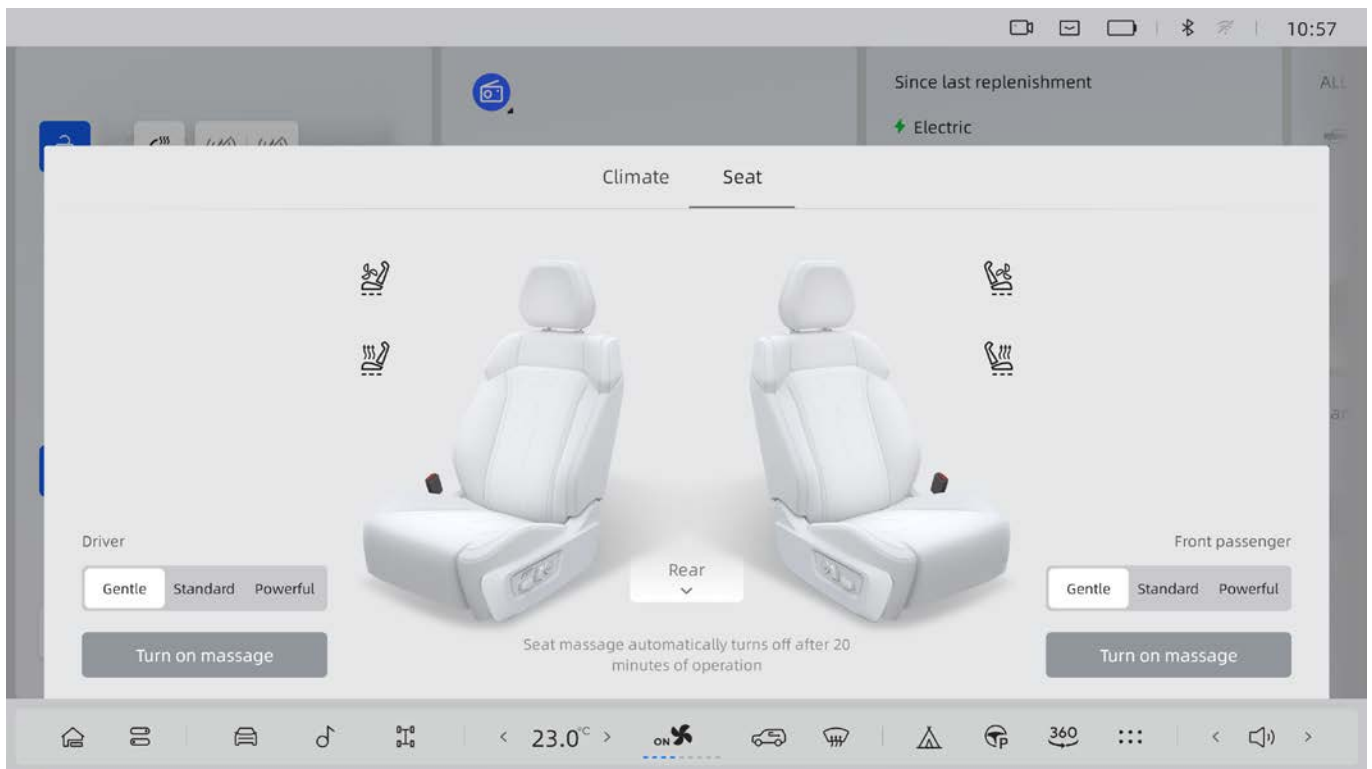 10:57
Since last replenishment
Electric
Climate Seat
Driver
Gentle Standard Powerful
Turn on massage
Rear
Seat massage automatically turns off after 20
minutes of operation
Front passenger
Gentle Standard Powerful
Turn on massage
23.0°C
ON
P
360